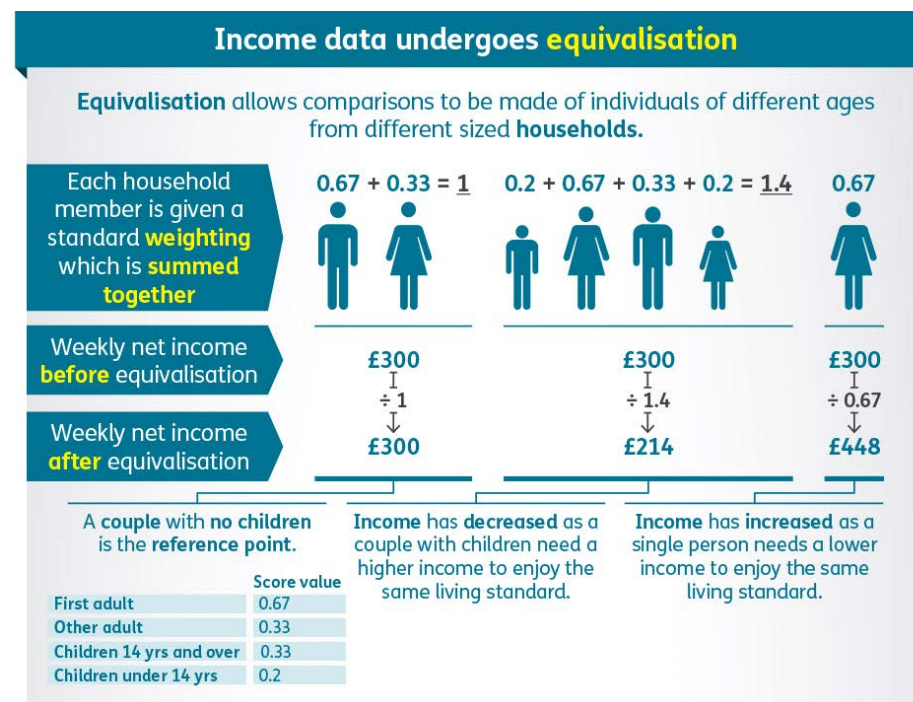 Income data undergoes equivalisation
Equivalisation allows comparisons to be made of individuals of different ages
from different sized households.
Each household
member is given a
standard weighting
which is summed
together
0.67 + 0.33 = 1
0.2 + 0.67 + 0.33 + 0.2 = 1.4
0.67
Weekly net income
before equivalisation
£300
÷ 1
£300
÷ 1.4
£300
÷ 0.67
Weekly net income
after equivalisation
£300
£214
£448
A couple with no children
is the reference point.
Income has decreased as a
couple with children need a
higher income to enjoy the
same living standard.
Income has increased as a
single person needs a lower
income to enjoy the same
living standard.
Score value
First adult 0.67
Other adult 0.33
Children 14 yrs and over 0.33
Children under 14 yrs 0.2